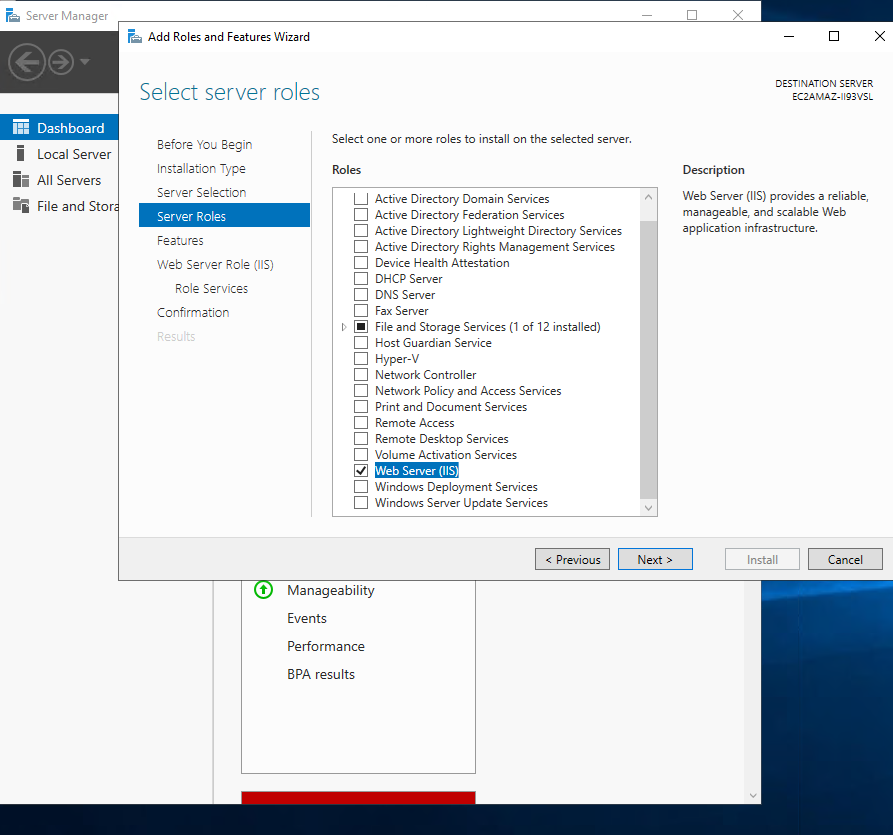 Server Manager
Add Roles and Features Wizard
Select server roles
DESTINATION SERVER
EC2AMAZ-II93VSL
Dashboard
Local Server
All Servers
File and Stora
Before You Begin
Installation Type
Server Selection
Server Roles
Features
Web Server Role (IIS)
Role Services
Confirmation
Results
Select one or more roles to install on the selected server.
Roles
Active Directory Domain Services
Active Directory Federation Services
Active Directory Lightweight Directory Services
Active Directory Rights Management Services
Device Health Attestation
DHCP Server
DNS Server
Fax Server
File and Storage Services (1 of 12 installed)
Host Guardian Service
Hyper-V
Network Controller
Network Policy and Access Services
Print and Document Services
Remote Access
Remote Desktop Services
Volume Activation Services
Web Server (IIS)
Windows Deployment Services
Windows Server Update Services
Description
Web Server (IIS) provides a reliable,
manageable, and scalable Web
application infrastructure.
< Previous
Next >
Install
Cancel
Manageability
Events
Performance
BPA results